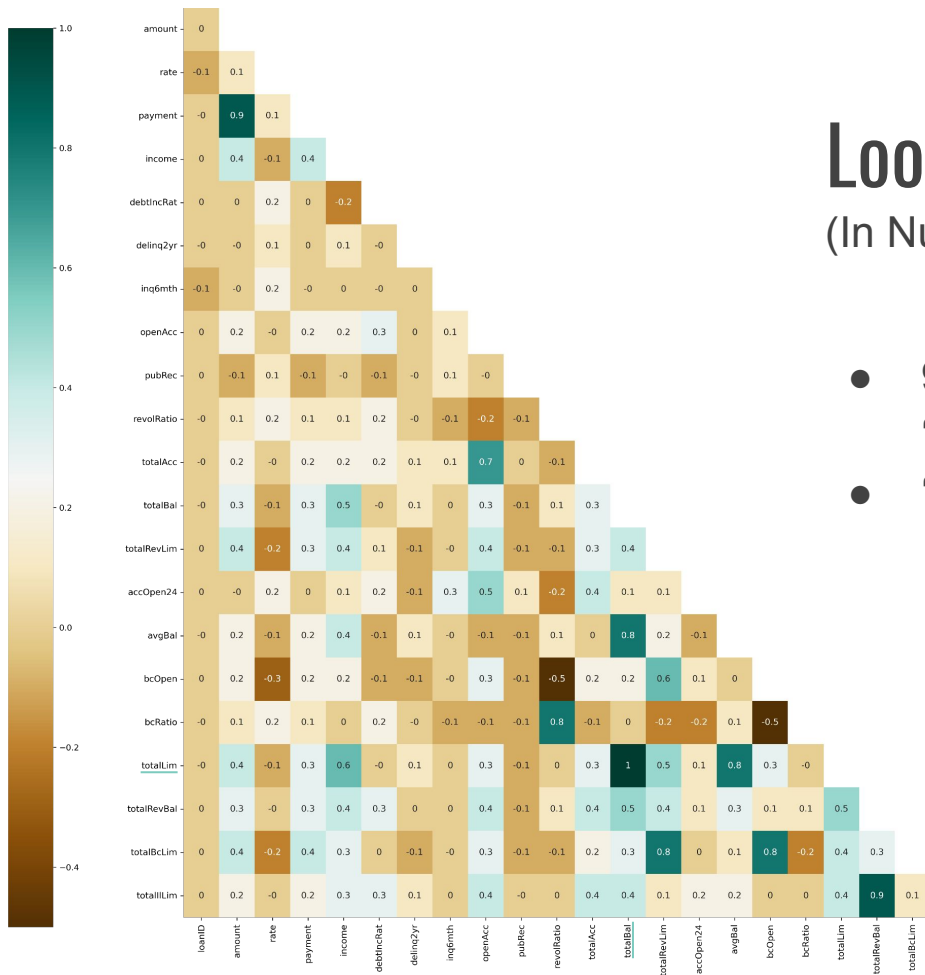 1.0
0.8
0.6
0.4
0.2
0.0
−0.2
−0.4
amount 0
rate -0.1 0.1
payment -0 0.9 0.1
income 0 0.4 -0.1 0.4
debtIncRat 0 0 0.2 0 -0.2
delinq2yr -0 -0 0.1 0 0.1 -0
inq6mth -0.1 -0 0.2 -0 0 -0 0
openAcc 0 0.2 -0 0.2 0.2 0.3 0 0.1
pubRec 0 -0.1 0.1 -0.1 -0 -0.1 -0 0.1 -0
revolRatio -0 0.1 0.2 0.1 0.1 0.2 -0 -0.1 -0.2 -0.1
totalAcc -0 0.2 -0 0.2 0.2 0.2 0.1 0.1 0.7 0 -0.1
totalBal -0 0.3 -0.1 0.3 0.5 -0 0.1 0 0.3 -0.1 0.1 0.3
totalRevLim 0 0.4 -0.2 0.3 0.4 0.1 -0.1 -0 0.4 -0.1 -0.1 0.3 0.4
accOpen24 0 -0 0.2 0 0.1 0.2 -0.1 0.3 0.5 0.1 -0.2 0.4 0.1 0.1
avgBal -0 0.2 -0.1 0.2 0.4 -0.1 0.1 -0 -0.1 -0.1 0.1 0 0.8 0.2 -0.1
bcOpen 0 0.2 -0.3 0.2 0.2 -0.1 -0.1 -0 0.3 -0.1 -0.5 0.2 0.2 0.6 0.1 0
bcRatio -0 0.1 0.2 0.1 0 0.2 -0 -0.1 -0.1 -0.1 0.8 -0.1 0 -0.2 -0.2 0.1 -0.5
totalLim -0 0.4 -0.1 0.3 0.6 -0 0.1 0 0.3 -0.1 0 0.3 1 0.5 0.1 0.8 0.3 -0
totalRevBal -0 0.3 -0 0.3 0.4 0.3 0 0 0.4 -0.1 0.1 0.4 0.5 0.4 0.1 0.3 0.1 0.1 0.5
totalBcLim 0 0.4 -0.2 0.4 0.3 0 -0.1 -0 0.3 -0.1 -0.1 0.2 0.3 0.8 0 0.1 0.8 -0.2 0.4 0.3
totalIlLim 0 0.2 -0 0.2 0.3 0.3 0.1 0 0.4 -0 0 0.4 0.4 0.1 0.2 0.2 -0 0 0.4 0.9 0.1
loanID amount rate payment income debtIncRat delinq2yr inq6mth openAcc pubRec revolRatio totalAcc totalBal totalRevLim accOpen24 avgBal bcOpen bcRatio totalLim totalRevBal totalBcLim
Loo
(In Nu